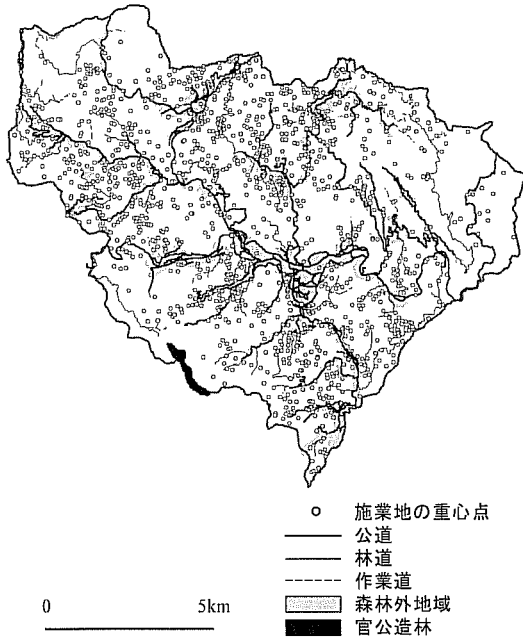 施業地の重心点
公道
林道
作業道
森林外地域
官公造林
0 5km